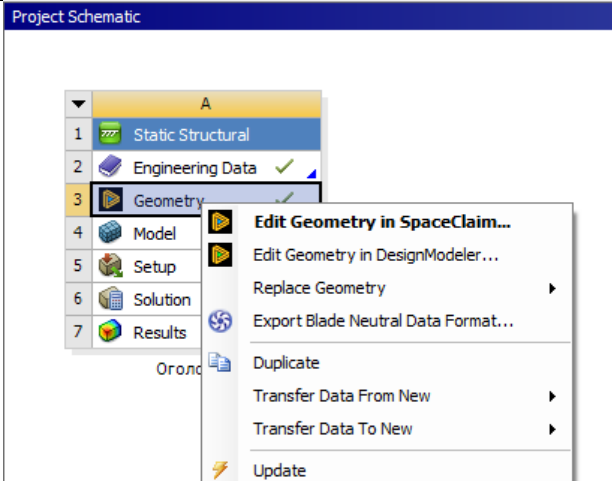 Project Schematic
A
1 Static Structural
2 Engineering Data
3 Geometry
4 Model
5 Setup
6 Solution
7 Results
Edit Geometry in SpaceClaim...
Edit Geometry in DesignModeler...
Replace Geometry
Export Blade Neutral Data Format...
Duplicate
Transfer Data From New
Transfer Data To New
Update